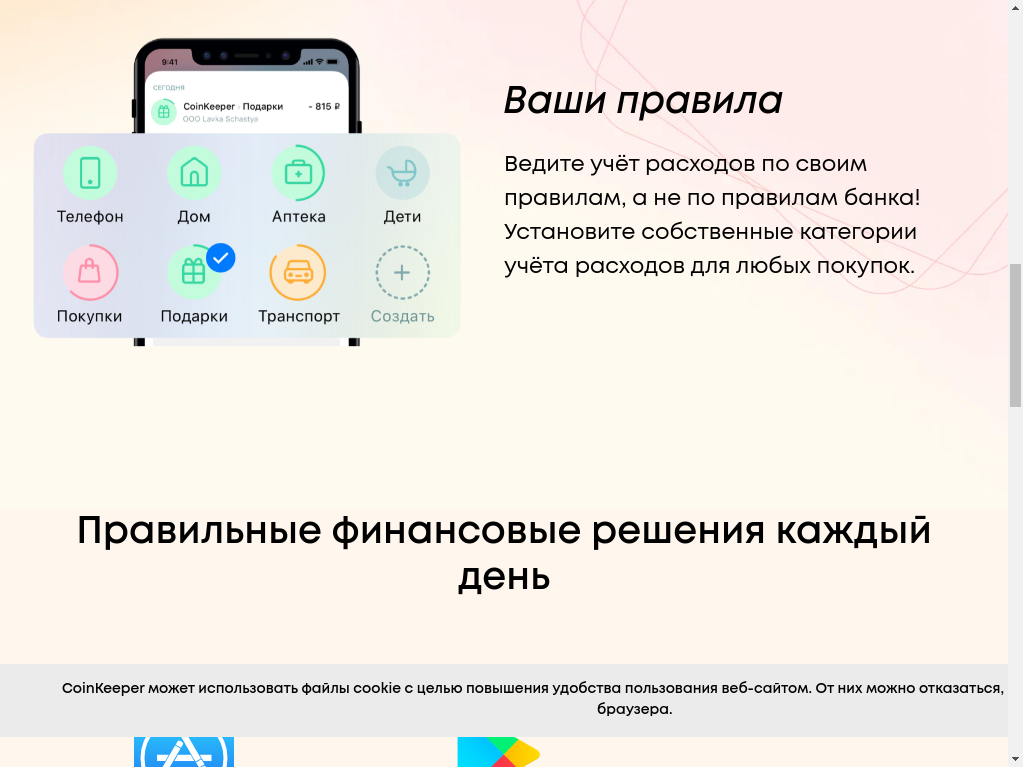 9:41
СЕГОДНЯ
CoinKeeper › Подарки
- 815 ₽
ООО Lavka Schastya
Телефон
Дом
Аптека
Дети
Покупки
Подарки
Транспорт
Создать
Ваши правила
Ведите учёт расходов по своим
правилам, а не по правилам банка!
Установите собственные категории
учёта расходов для любых покупок.
Правильные финансовые решения каждый
день
CoinKeeper может использовать файлы cookie с целью повышения удобства пользования веб-сайтом. От них можно отказаться,
браузера.